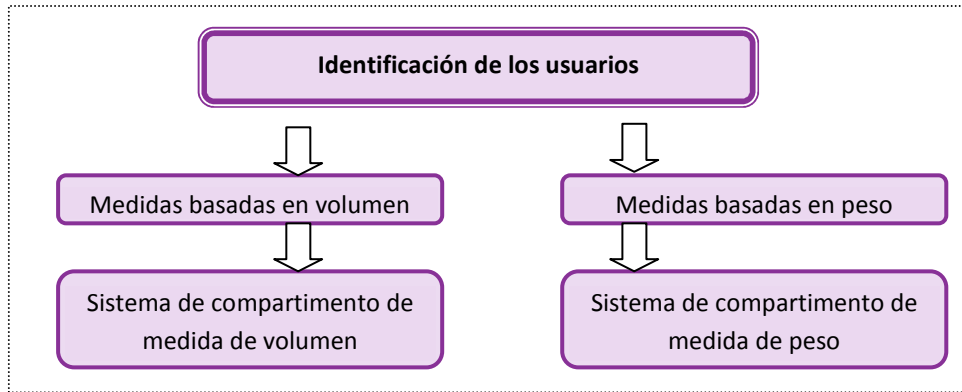 Identificación de los usuarios
Medidas basadas en volumen
Medidas basadas en peso
Sistema de compartimento de
medida de volumen
Sistema de compartimento de
medida de peso